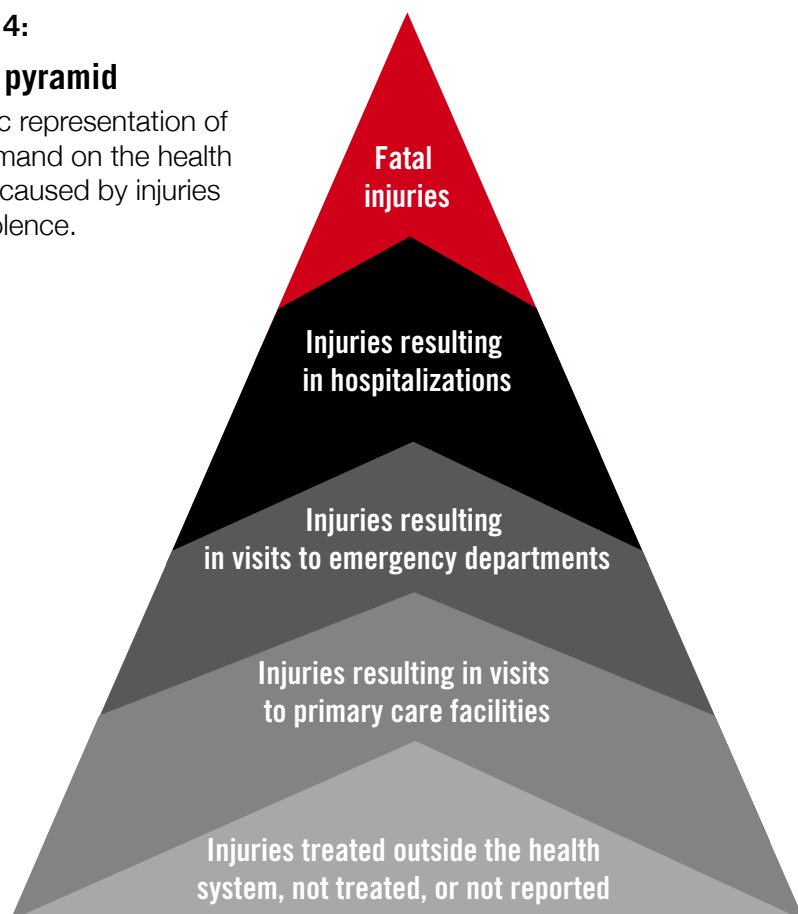 4:
pyramid
c representation of
mand on the health
caused by injuries
olence.
Fatal
injuries
Injuries resulting
in hospitalizations
Injuries resulting
in visits to emergency departments
Injuries resulting in visits
to primary care facilities
Injuries treated outside the health
system, not treated, or not reported